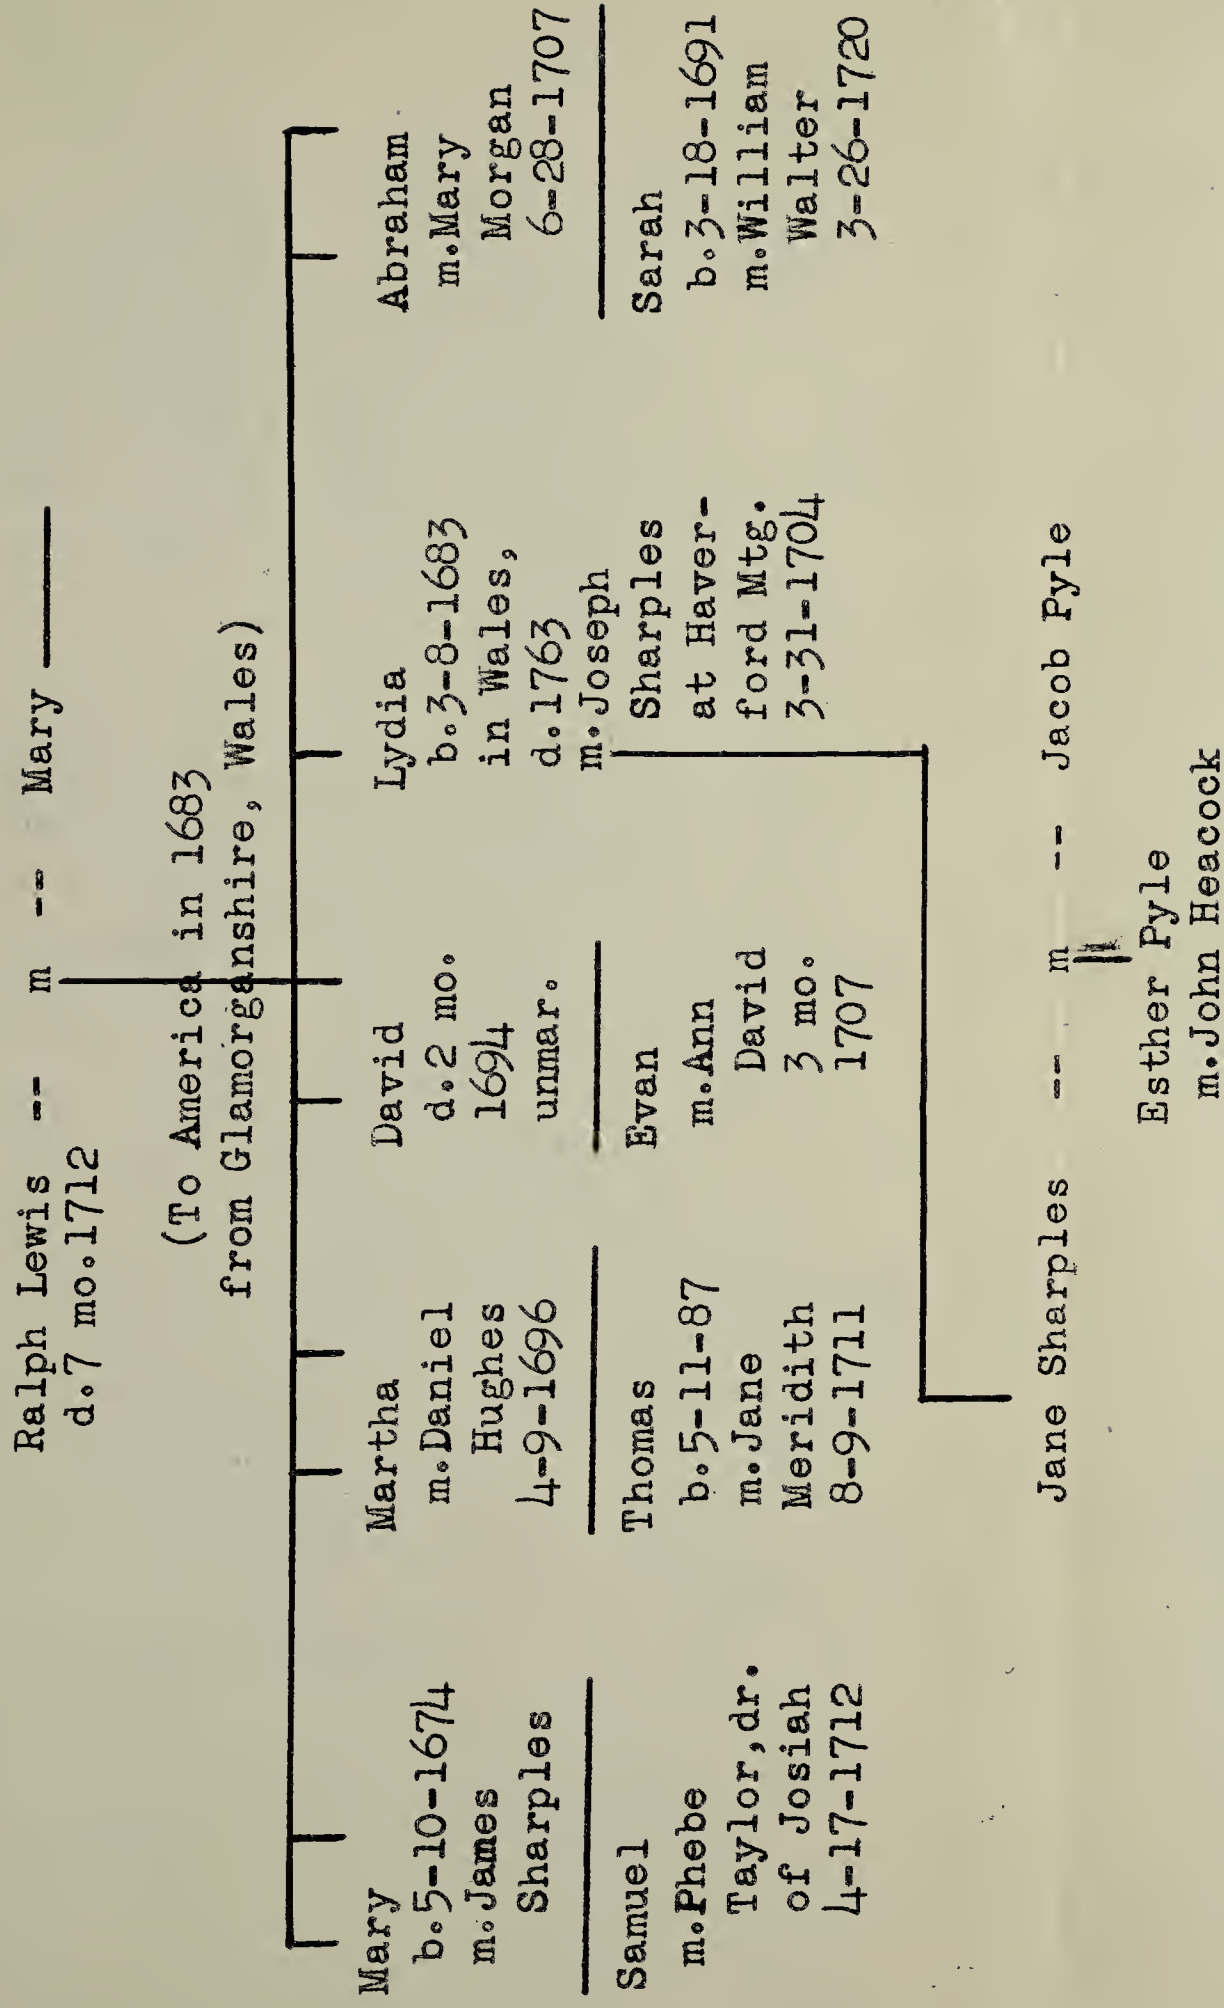 Ralph Lewis -- m -- Mary ———
d.7 mo.1712
(To America in 1683
from Glamorganshire, Wales)
Mary
b.5-10-1674
m.James
Sharples
Samuel
m.Phebe
Taylor,dr.
of Josiah
4-17-1712
Martha
m.Daniel
Hughes
4-9-1696
Thomas
b.5-11-87
m.Jane
Meridith
8-9-1711
David
d.2 mo.
1694
unmar.
Evan
m.Ann
David
3 mo.
1707
Lydia
b.3-8-1683
in Wales,
d.1763
m.Joseph
Sharples
at Haver-
ford Mtg.
3-31-1704
Abraham
m.Mary
Morgan
6-28-1707
Sarah
b.3-18-1691
m.William
Walter
3-26-1720
Jane Sharples -- m -- Jacob Pyle
Esther Pyle
m.John Heacock